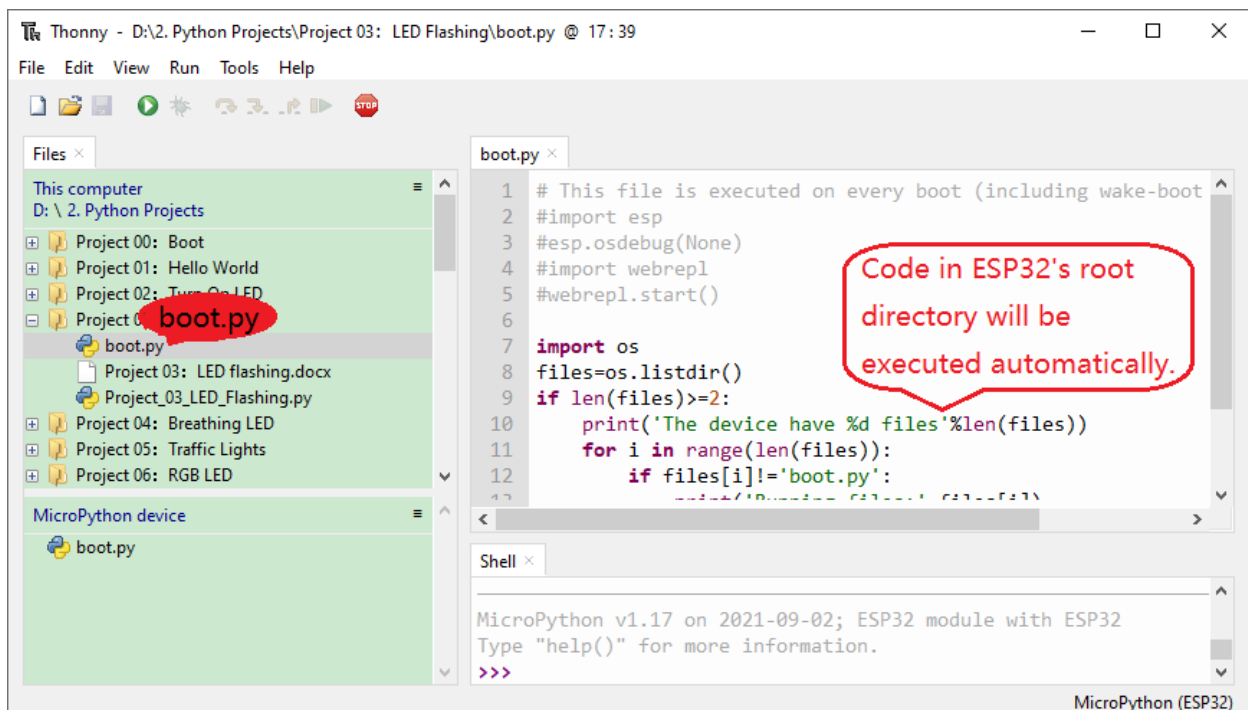 Thonny - D:\2. Python Projects\Project 03: LED Flashing\boot.py @ 17:39
File Edit View Run Tools Help
STOP
Files
This computer
D: \ 2. Python Projects
Project 00: Boot
Project 01: Hello World
Project 02: Turn On LED
Project 0
boot.py
boot.py
Project 03: LED flashing.docx
Project_03_LED_Flashing.py
Project 04: Breathing LED
Project 05: Traffic Lights
Project 06: RGB LED
MicroPython device
boot.py
boot.py
1 # This file is executed on every boot (including wake-boot
2 #import esp
3 #esp.osdebug(None)
4 #import webrepl
5 #webrepl.start()
6
7 import os
8 files=os.listdir()
9 if len(files)>=2:
10 print('The device have %d files'%len(files))
11 for i in range(len(files)):
12 if files[i]!='boot.py':
Code in ESP32's root
directory will be
executed automatically.
Shell
MicroPython v1.17 on 2021-09-02; ESP32 module with ESP32
Type "help()" for more information.
>>>
MicroPython (ESP32)